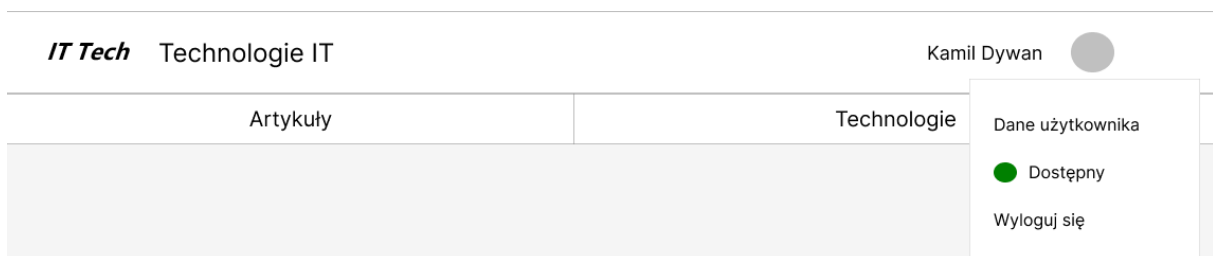 IT Tech Technologie IT Kamil Dywan
Artykuły Technologie
Dane użytkownika
Dostępny
Wyloguj się